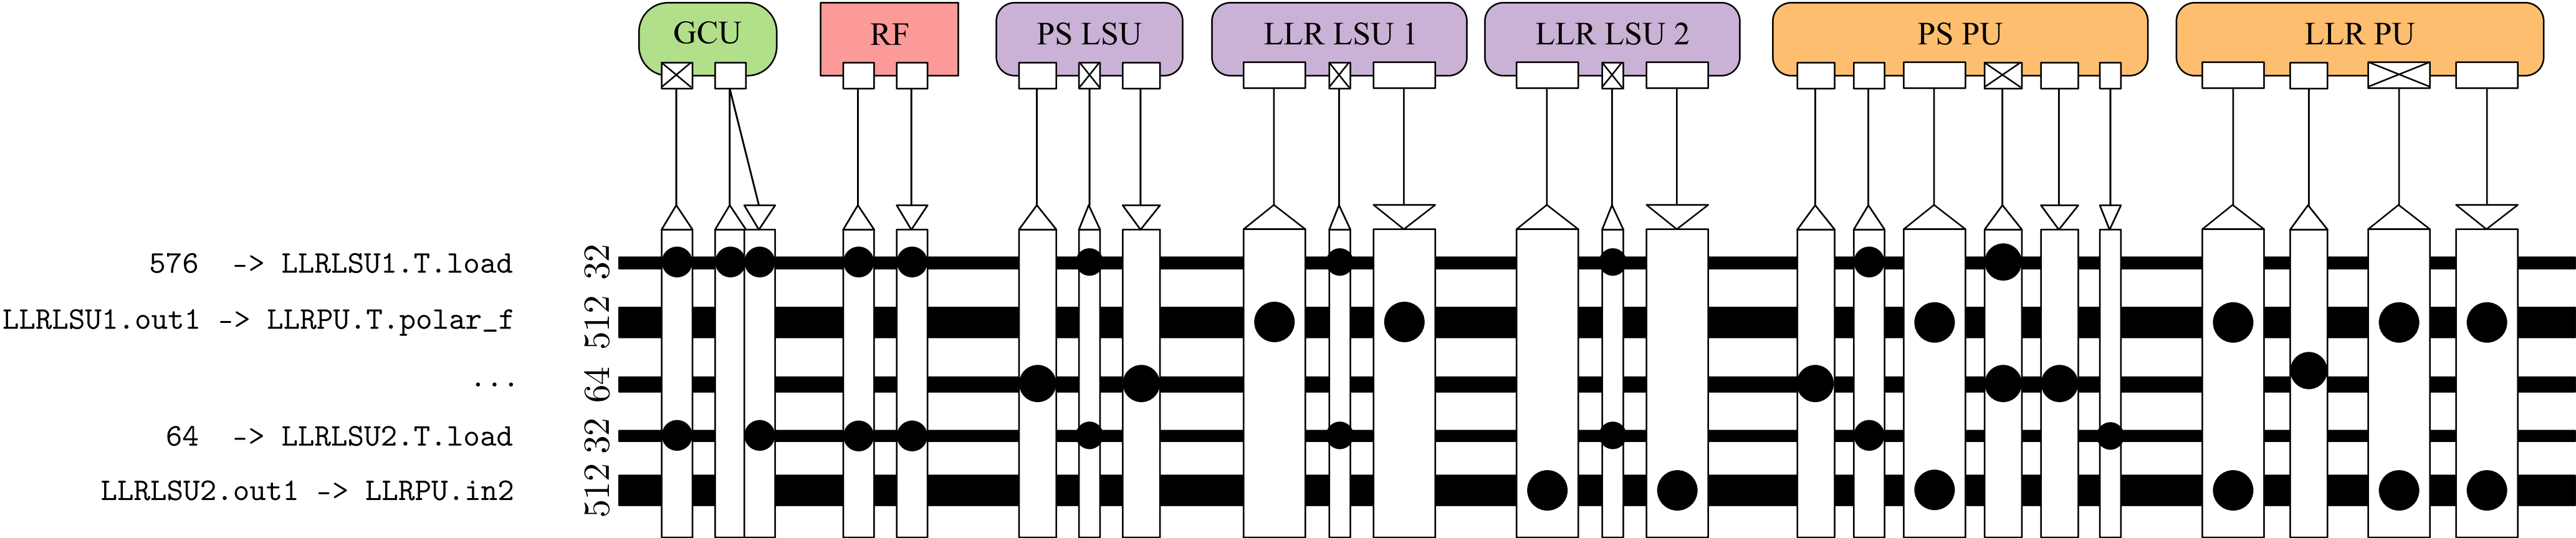 GCU RF PS LSU LLR LSU 1 LLR LSU 2 PS PU LLR PU
576 -> LLRLSU1.T.load 32
LLRLSU1.out1 -> LLRPU.T.polar_f 512
... 64
64 -> LLRLSU2.T.load 32
LLRLSU2.out1 -> LLRPU.in2 512